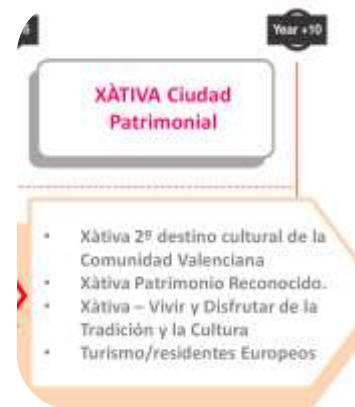 Year +10
XÀTIVA Ciudad
Patrimonial
• Xàtiva 2º destino cultural de la
Comunidad Valenciana
• Xàtiva Patrimonio Reconocido.
• Xàtiva – Vivir y Disfrutar de la
Tradición y la Cultura
• Turismo/residentes Europeos